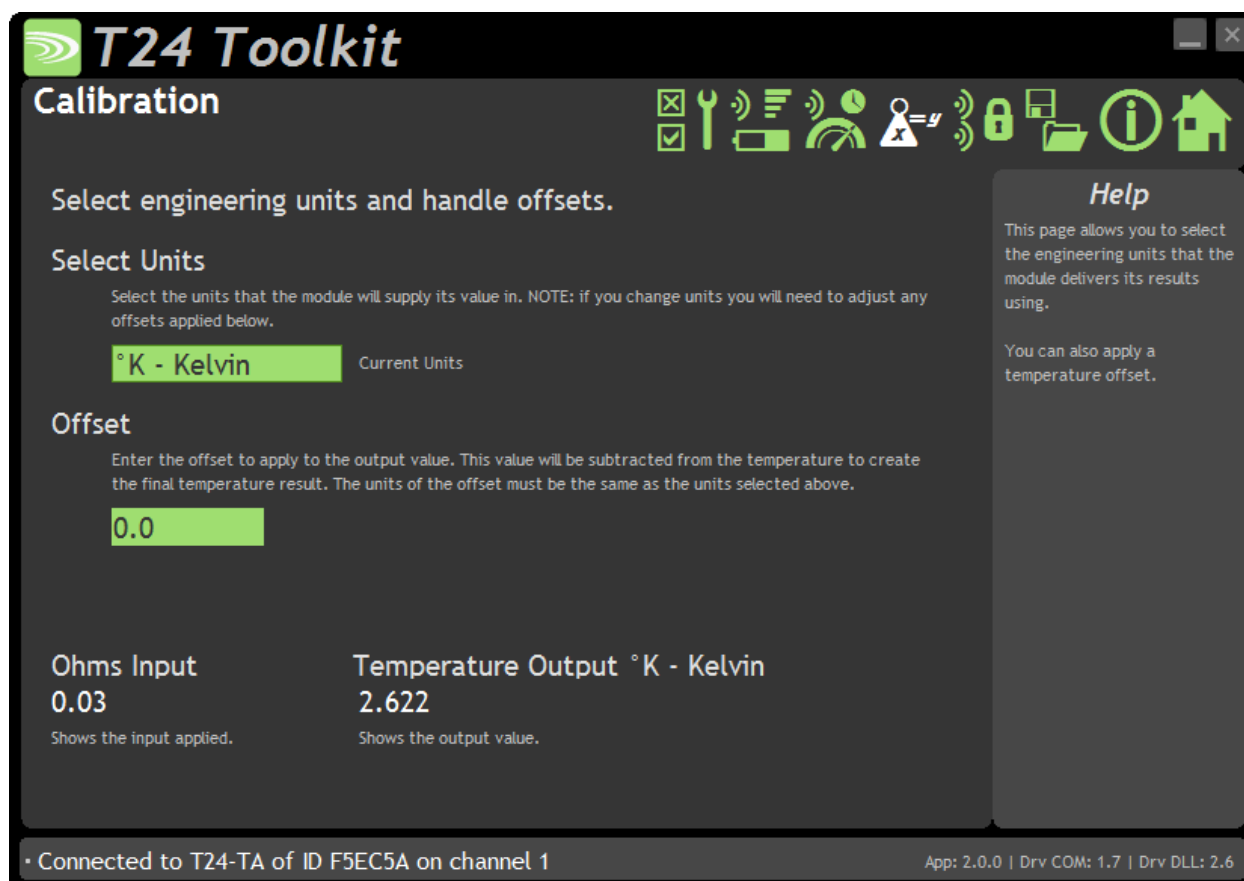 T24 Toolkit
Calibration
x=y
Select engineering units and handle offsets.
Select Units
Select the units that the module will supply its value in. NOTE: if you change units you will need to adjust any
offsets applied below.
°K - Kelvin
Current Units
Offset
Enter the offset to apply to the output value. This value will be subtracted from the temperature to create
the final temperature result. The units of the offset must be the same as the units selected above.
0.0
Ohms Input
0.03
Shows the input applied.
Temperature Output °K - Kelvin
2.622
Shows the output value.
Help
This page allows you to select
the engineering units that the
module delivers its results
using.
You can also apply a
temperature offset.
· Connected to T24-TA of ID F5EC5A on channel 1
App: 2.0.0 | Drv COM: 1.7 | Drv DLL: 2.6